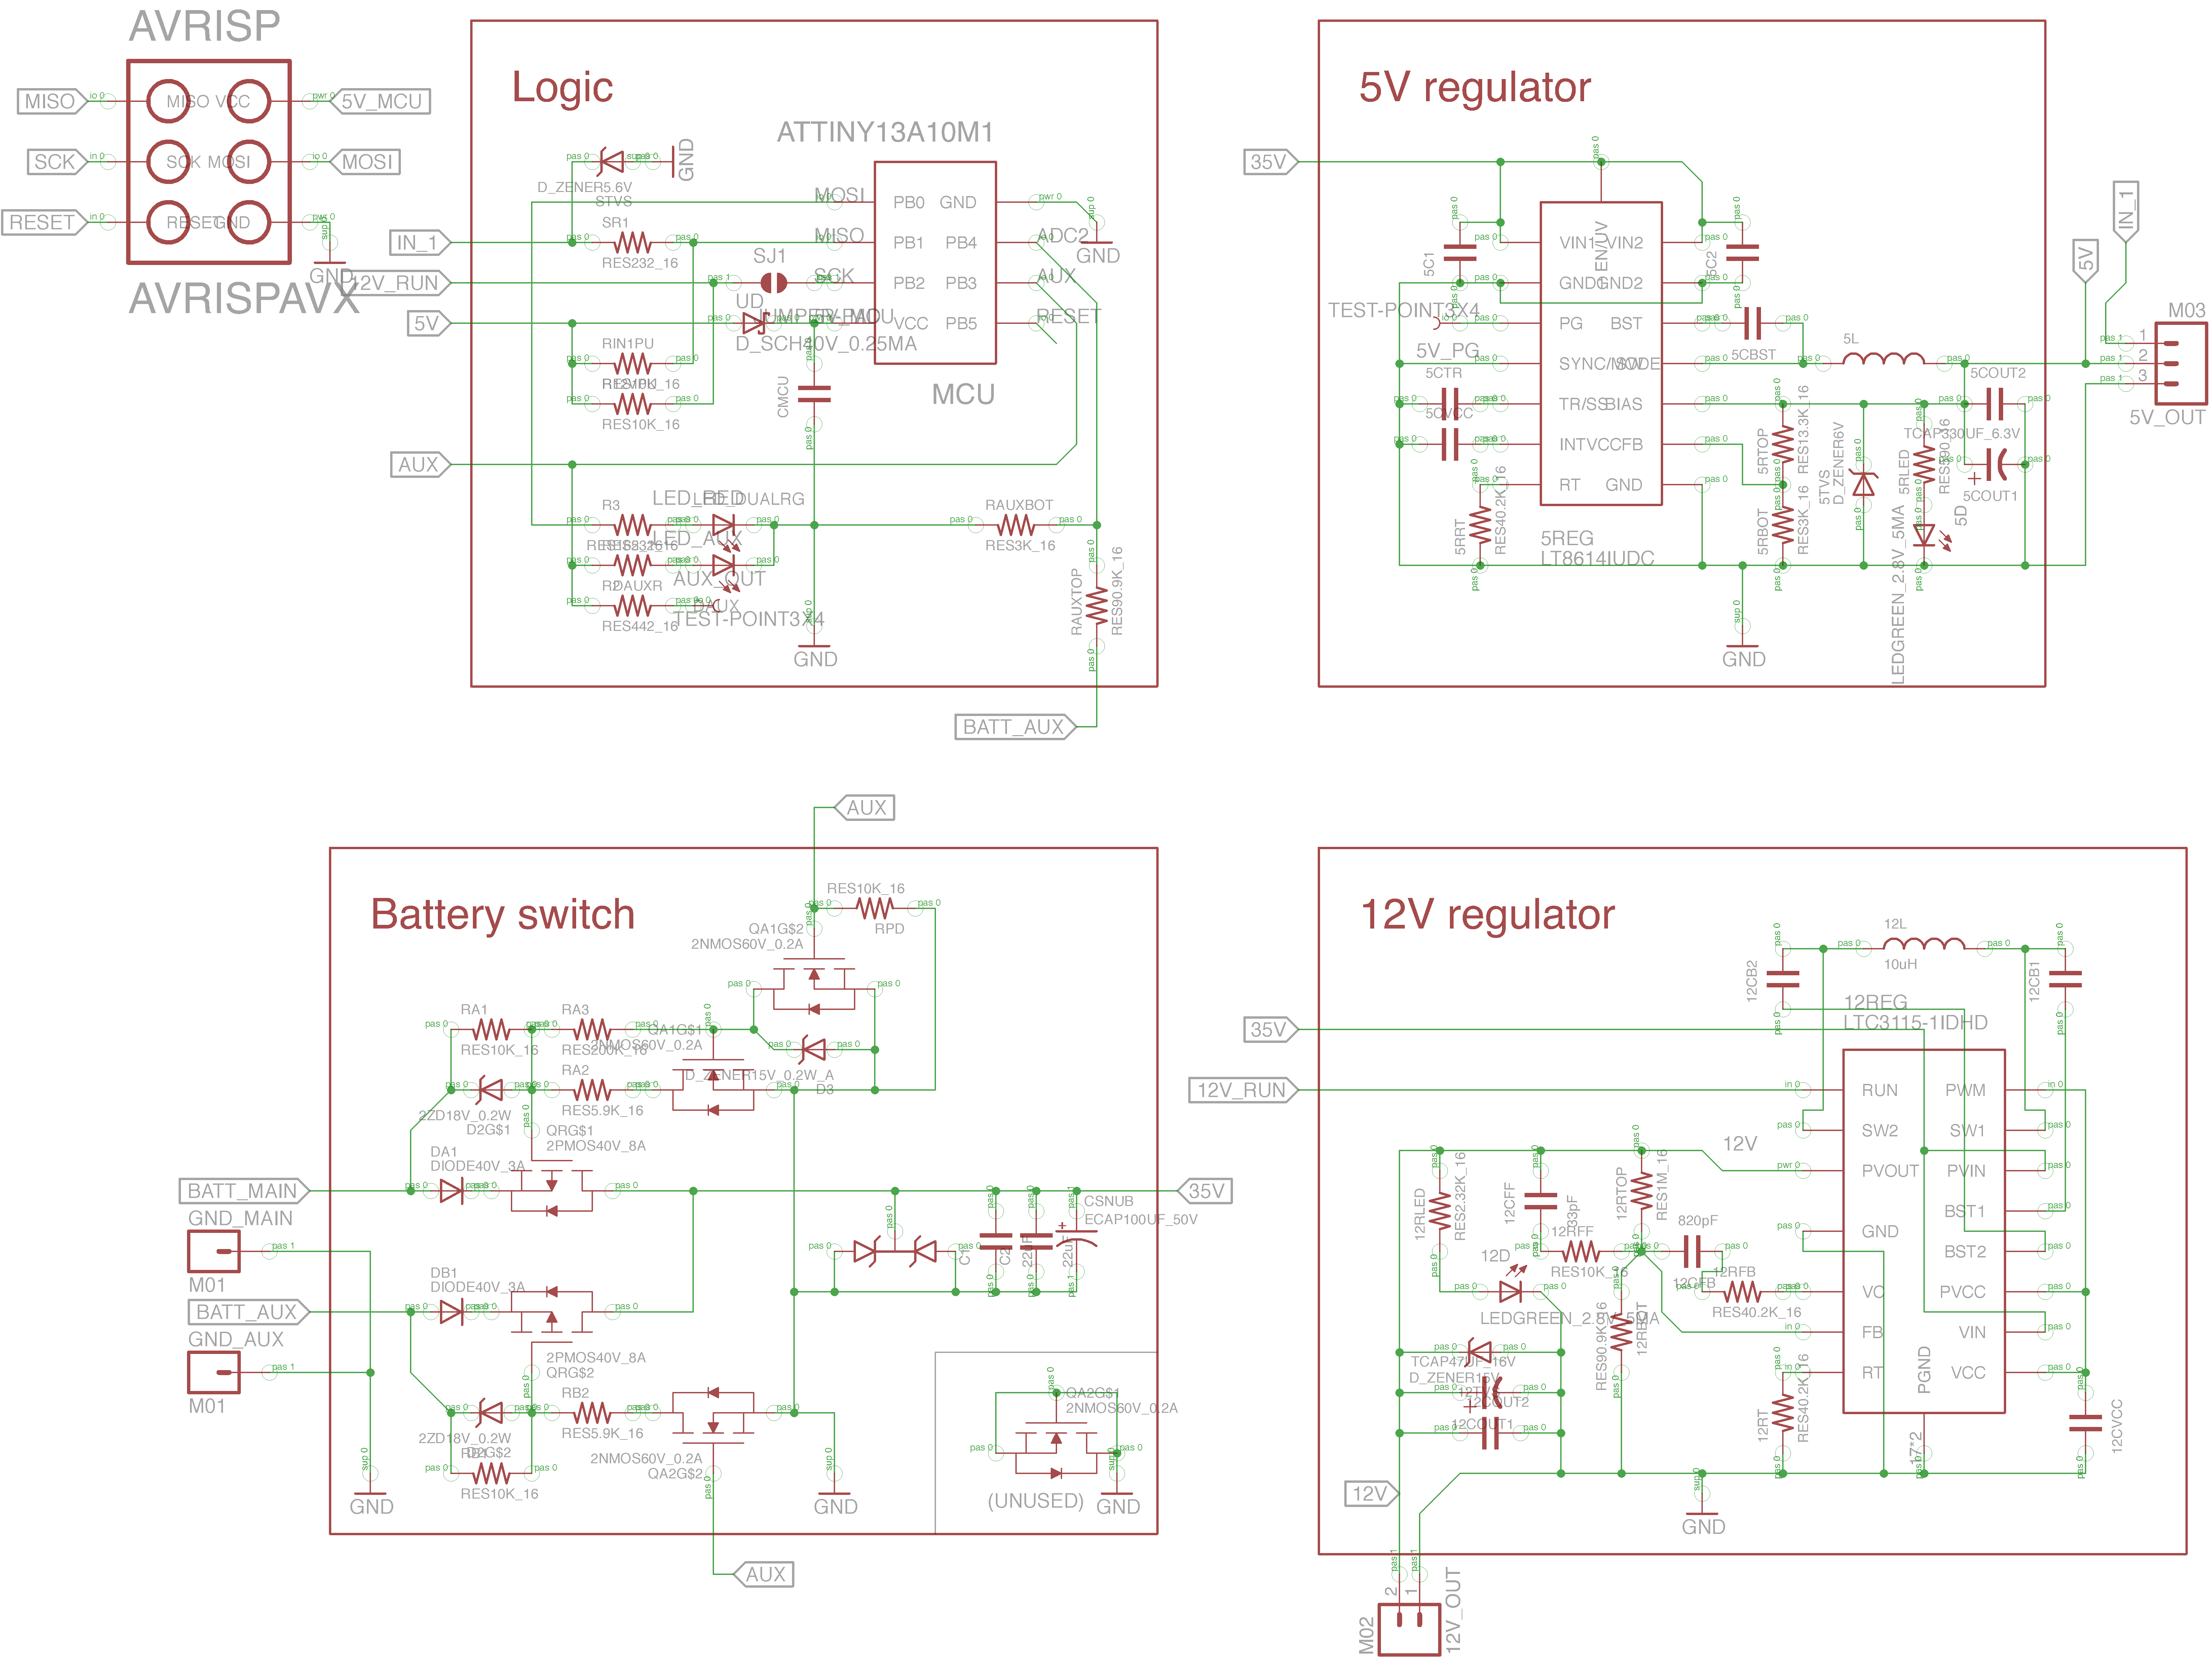 AVRISP
MISO
SCK
RESET
MISO VCC
SCK MOSI
RESET
GND
5V_MCU
MOSI
GND
AVRISPAVX
Logic
ATTINY13A10M1
GND
D_ZENER5.6V
STVS
SR1
RES232_16
IN_1
12V_RUN
5V
AUX
MOSI
MISO
SCK
SJ1
UD
D_SCH40V_0.25MA
PB0 GND
PB1 PB4
PB2 PB3
VCC PB5
ADC2
AUX
RESET
GND
MCU
RIN1PU
RES10K_16
CMCU
R3
LED_RED
LED_DUALRG
LED_AUX
AUX_OUT
DAUXR
R2
RES442_16
DAUX
TEST-POINT3X4
RAUXBOT
RES3K_16
RAUXTOP
RES90.9K_16
GND
BATT_AUX
5V regulator
35V
5C1
5C2
VIN1 VIN2
EN/UV
GND1 GND2
PG BST
SYNC/MODE
SW
TR/SS BIAS
INTVCC FB
RT GND
TEST-POINT3X4
5V_PG
5CTR
5CVCC
5RRT
RES40.2K_16
5REG
LT8614IUDC
5CBST
5L
5RTOP
RES13.3K_16
5RBOT
RES3K_16
5TVS
D_ZENER6V
5RLED
5D
LEDGREEN_2.8V_5MA
5COUT2
TCAP330UF_6.3V
5COUT1
GND
IN_1
5V
M03
1
2
3
5V_OUT
Battery switch
AUX
RES10K_16
RPD
QA1G$2
2NMOS60V_0.2A
RA1
RES10K_16
RA3
RES200K_16
QA1G$1
2NMOS60V_0.2A
D_ZENER15V_0.2W_A
D3
RA2
RES5.9K_16
2ZD18V_0.2W
D2G$1
QRG$1
2PMOS40V_8A
DA1
DIODE40V_3A
BATT_MAIN
GND_MAIN
M01
35V
CSNUB
ECAP100UF_50V
C1
C2
22uF
22uF
DB1
DIODE40V_3A
BATT_AUX
GND_AUX
M01
2PMOS40V_8A
QRG$2
RB2
RES5.9K_16
2ZD18V_0.2W
D2G$2
RB1
RES10K_16
2NMOS60V_0.2A
QA2G$2
GND
GND
QA2G$1
2NMOS60V_0.2A
(UNUSED)
GND
AUX
12V regulator
35V
12V_RUN
12CB2
12L
10uH
12CB1
12REG
LTC3115-1IDHD
RUN PWM
SW2 SW1
PVOUT PVIN
BST1
GND
BST2
VC PVCC
FB VIN
RT VCC
PGND
17*2
12V
12RLED
RES2.32K_16
12CFF
33pF
12RTOP
RES1M_16
12RFF
RES10K_16
820pF
12CFB
12RFB
RES40.2K_16
12D
LEDGREEN_2.8V_5MA
RES90.9K_16
12RBOT
TCAP47UF_16V
D_ZENER15V
12COUT2
12COUT1
12RT
RES40.2K_16
12CVCC
12V
GND
2
1
M02
12V_OUT